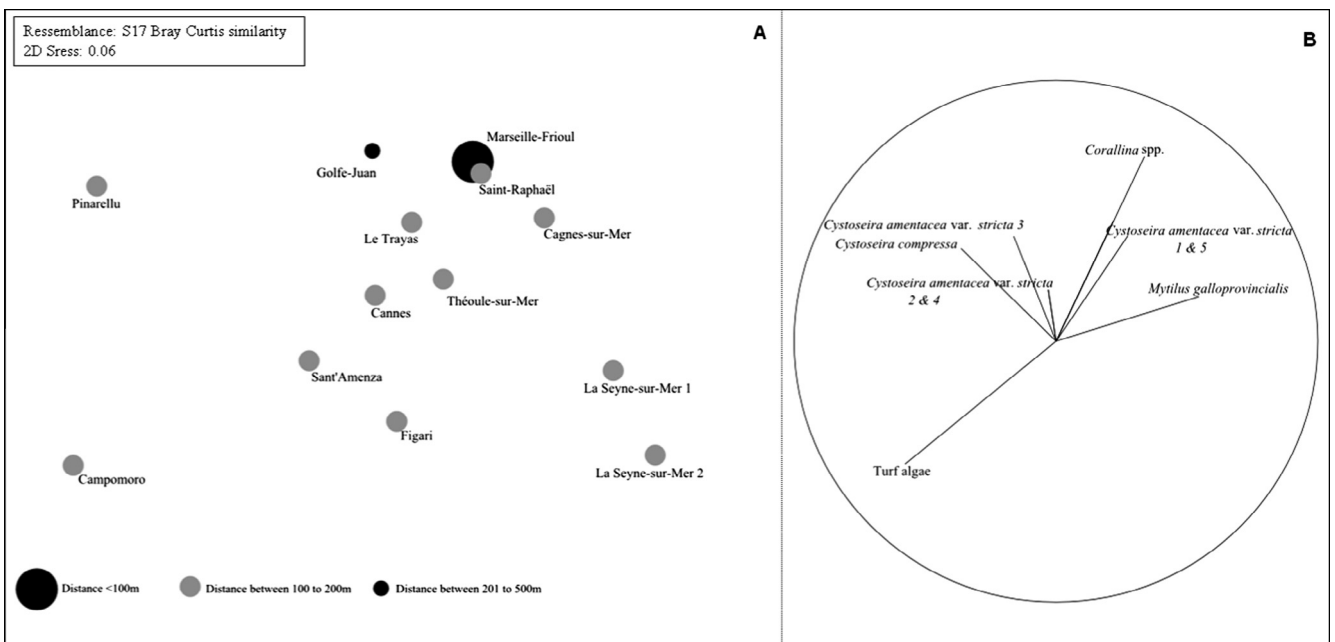 Ressemblance: S17 Bray Curtis similarity
2D Sress: 0.06
A
Marseille-Frioul
Golfe-Juan
Saint-Raphaël
Pinarellu
Le Trayas
Cagnes-sur-Mer
Théoule-sur-Mer
Cannes
Sant'Amenza
La Seyne-sur-Mer 1
Figari
La Seyne-sur-Mer 2
Campomoro
Distance <100m
Distance between 100 to 200m
Distance between 201 to 500m
B
Corallina spp.
Cystoseira amentacea var. stricta 3
Cystoseira compressa
Cystoseira amentacea var. stricta
1 & 5
Cystoseira amentacea var. stricta
2 & 4
Mytilus galloprovincialis
Turf algae